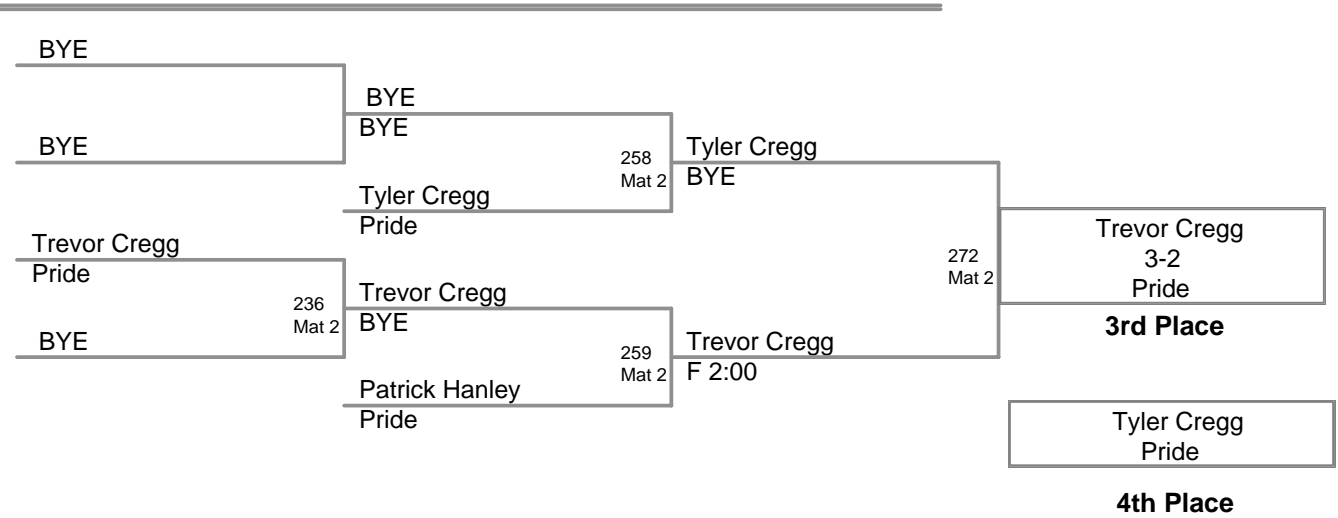 BYE
BYE
BYE
BYE
258
Mat 2
Tyler Cregg
BYE
Tyler Cregg
Pride
Trevor Cregg
Pride
272
Mat 2
Trevor Cregg
3-2
Pride
3rd Place
236
Mat 2
Trevor Cregg
BYE
BYE
259
Mat 2
Trevor Cregg
F 2:00
Patrick Hanley
Pride
Tyler Cregg
Pride
4th Place